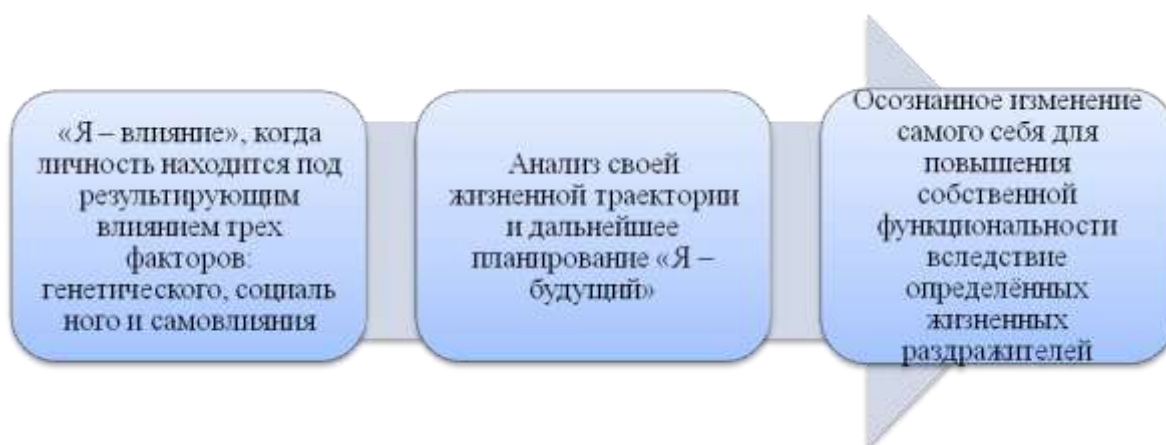 «Я – влияние», когда
личность находится под
результирующим
влиянием трех
факторов:
генетического, социаль
ного и самовлияния
Анализ своей
жизненной траектории
и дальнейшее
планирование «Я –
будущий»
Осознанное изменение
самого себя для
повышения
собственной
функциональности
вследствие
определённых
жизненных
раздражителей